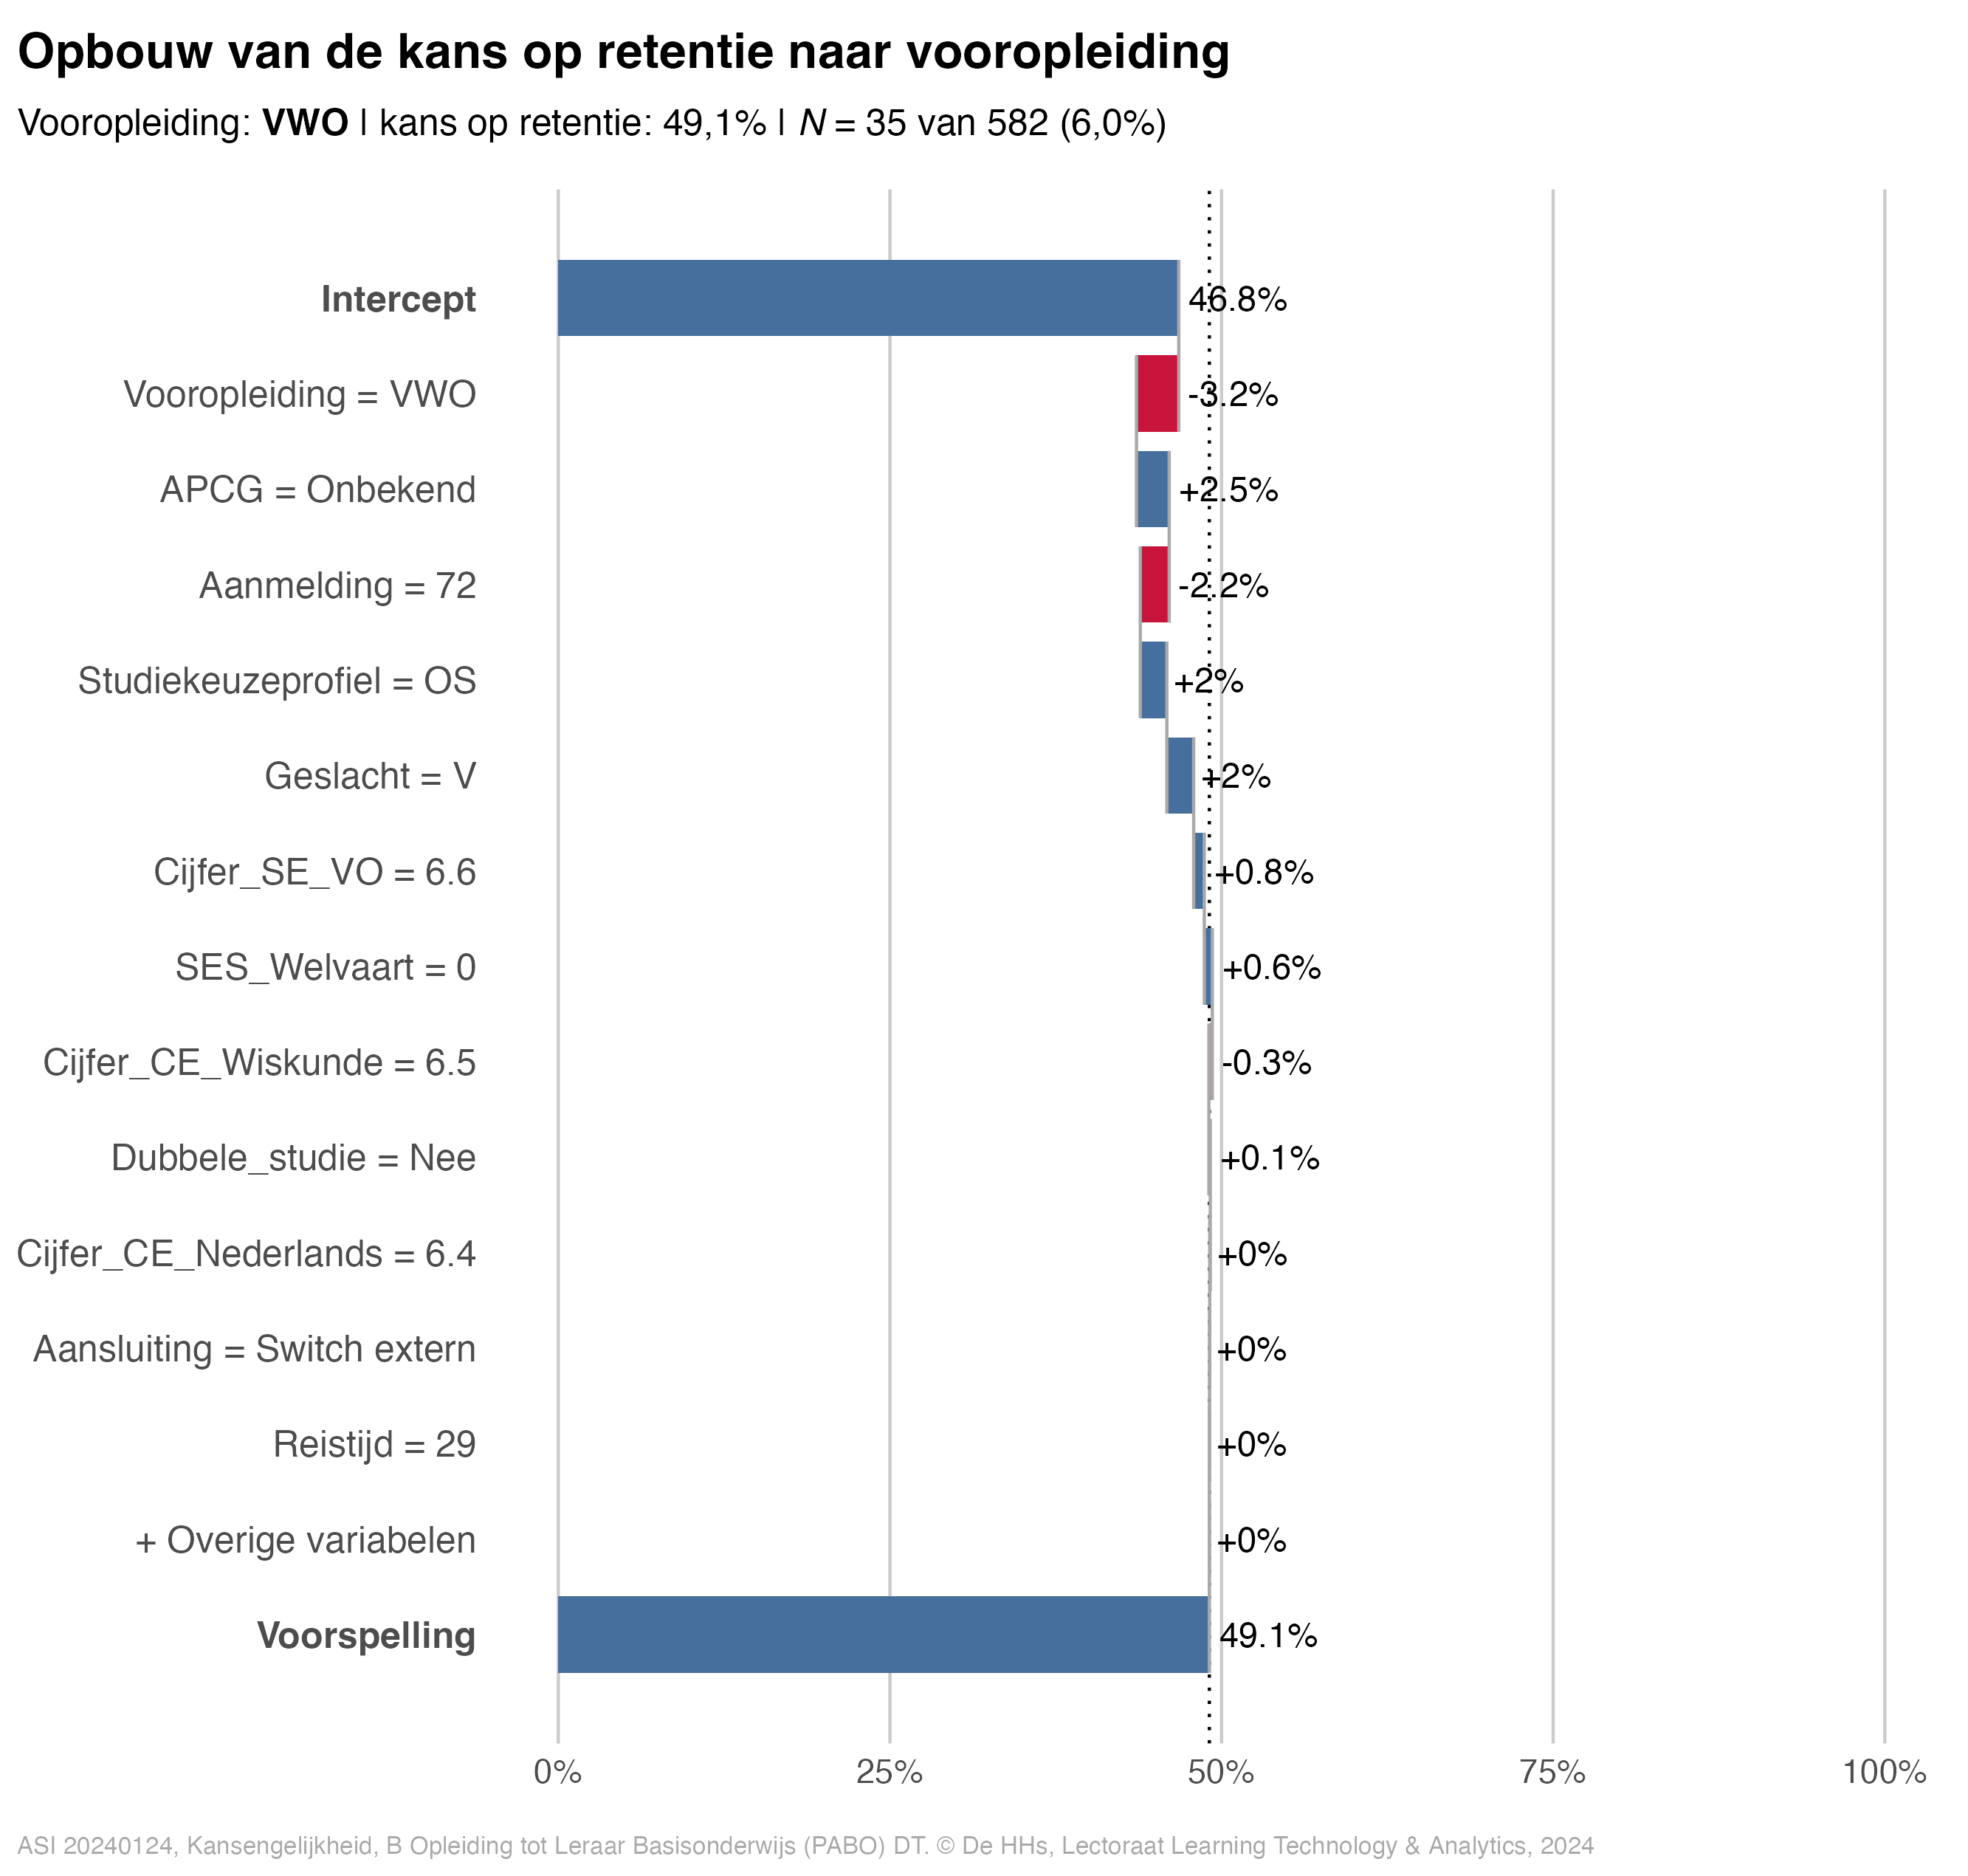 Opbouw van de kans op retentie naar vooropleiding
Vooropleiding: VWO | kans op retentie: 49,1% | N = 35 van 582 (6,0%)
Intercept 46.8%
Vooropleiding = VWO -3.2%
APCG = Onbekend +2.5%
Aanmelding = 72 -2.2%
Studiekeuzeprofiel = OS +2%
Geslacht = V +2%
Cijfer_SE_VO = 6.6 +0.8%
SES_Welvaart = 0 +0.6%
Cijfer_CE_Wiskunde = 6.5 -0.3%
Dubbele_studie = Nee +0.1%
Cijfer_CE_Nederlands = 6.4 +0%
Aansluiting = Switch extern +0%
Reistijd = 29 +0%
+ Overige variabelen +0%
Voorspelling 49.1%
0% 25% 50% 75% 100%
ASI 20240124, Kansengelijkheid, B Opleiding tot Leraar Basisonderwijs (PABO) DT. © De HHs, Lectoraat Learning Technology & Analytics, 2024